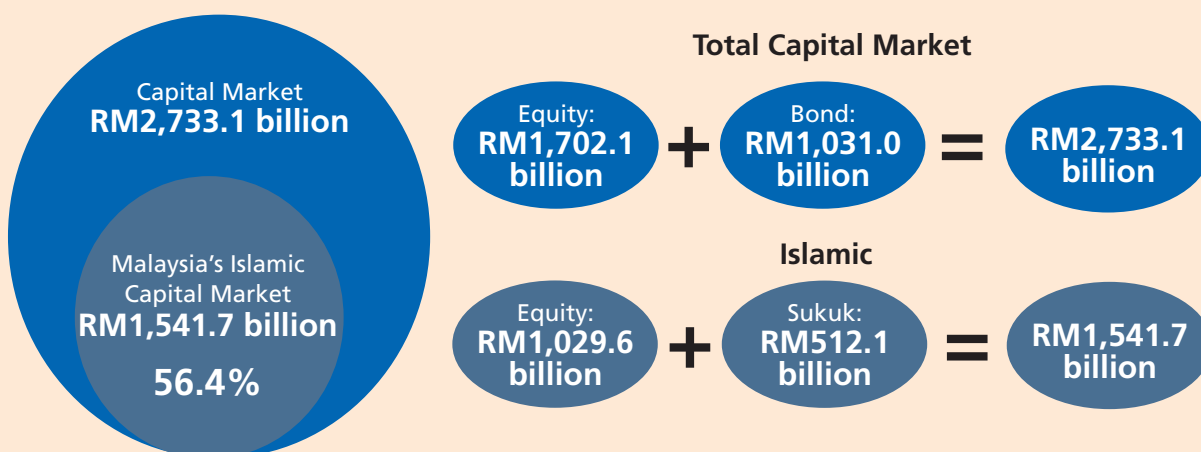 Capital Market
RM2,733.1 billion
Malaysia's Islamic
Capital Market
RM1,541.7 billion
56.4%
Total Capital Market
Equity:
RM1,702.1
billion
+
Bond:
RM1,031.0
billion
=
RM2,733.1
billion
Islamic
Equity:
RM1,029.6
billion
+
Sukuk:
RM512.1
billion
=
RM1,541.7
billion